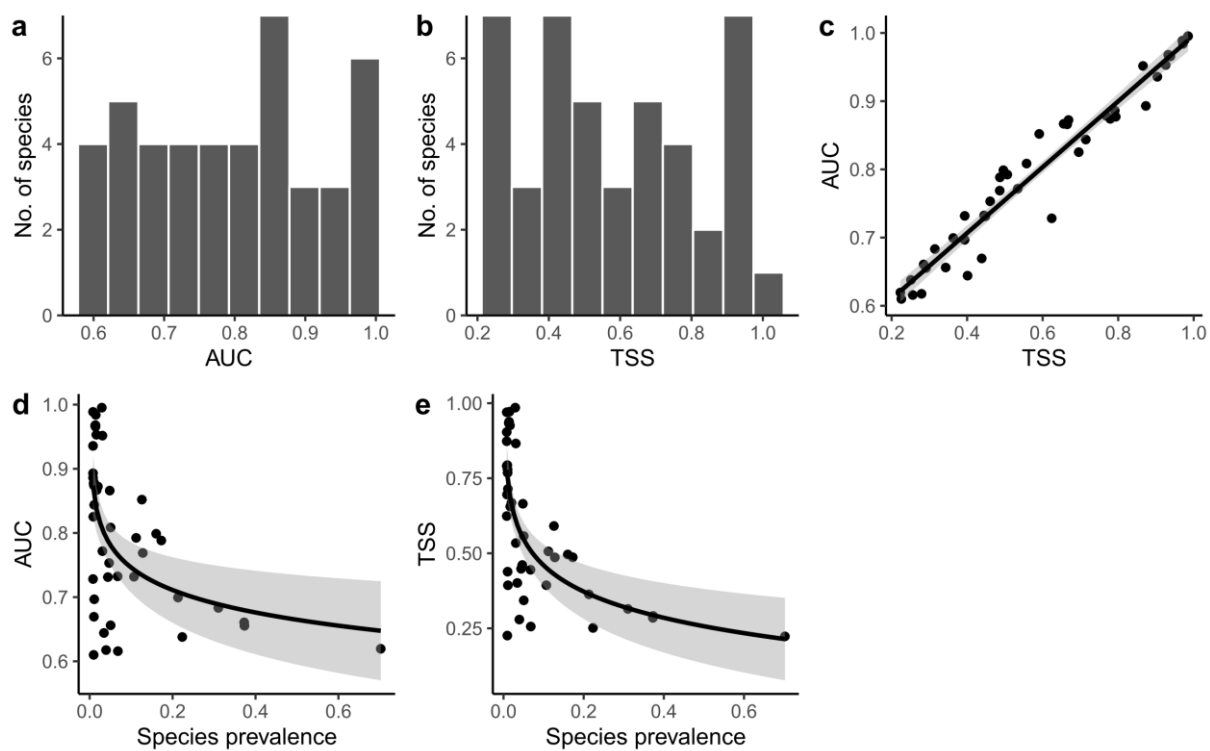 a
No. of species
6
4
2
0
0.6 0.7 0.8 0.9 1.0
AUC
b
No. of species
6
4
2
0
0.2 0.4 0.6 0.8 1.0
TSS
c
AUC
1.0
0.9
0.8
0.7
0.6
0.2 0.4 0.6 0.8 1.0
TSS
d
AUC
1.0
0.9
0.8
0.7
0.6
0.0 0.2 0.4 0.6
Species prevalence
e
TSS
1.00
0.75
0.50
0.25
0.0 0.2 0.4 0.6
Species prevalence